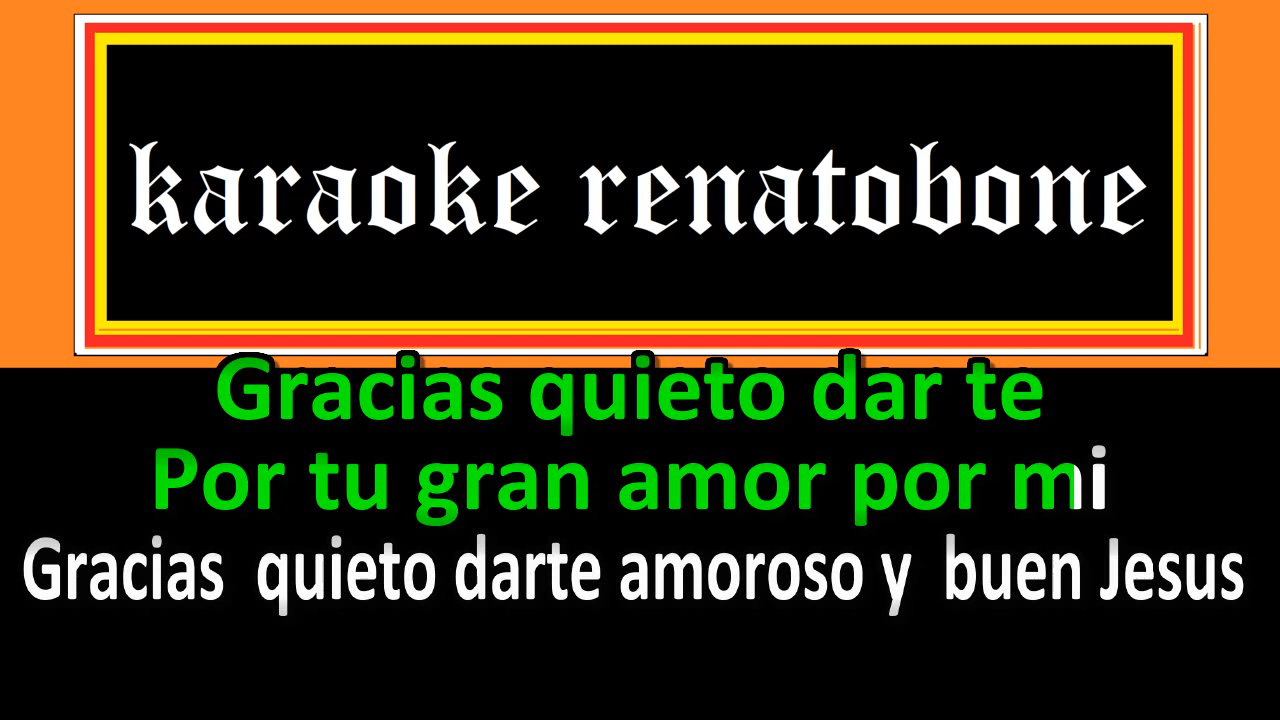 karaoke renatobone
Gracias quieto dar te
Por tu gran amor por mi
Gracias quieto darte amoroso y buen Jesus